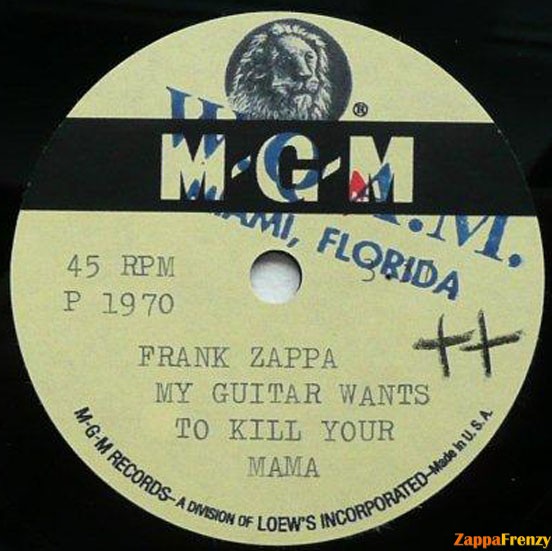 ®
M-G-M
MIAMI, FLORIDA
45 RPM
P 1970
++
FRANK ZAPPA
MY GUITAR WANTS
TO KILL YOUR
MAMA
M-G-M RECORDS—A DIVISION OF LOEW'S INCORPORATED—Made in U.S.A.
ZappaFrenzy